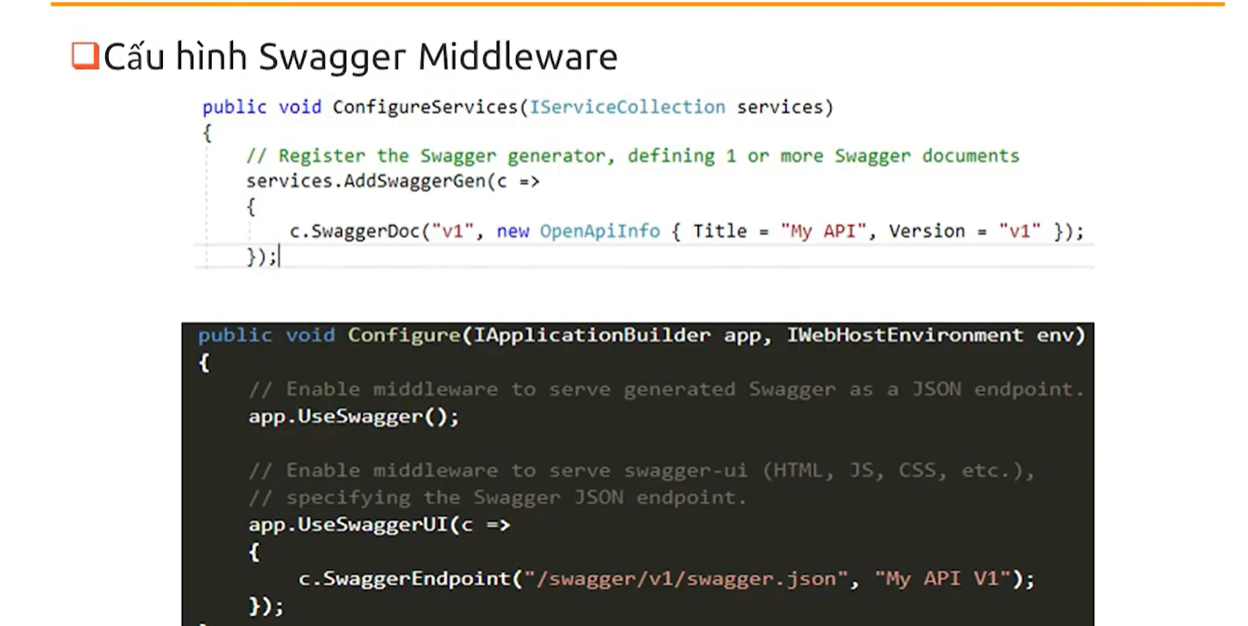 Cấu hình Swagger Middleware
public void ConfigureServices(IServiceCollection services)
{
// Register the Swagger generator, defining 1 or more Swagger documents
services.AddSwaggerGen(c =>
{
c.SwaggerDoc("v1", new OpenApiInfo { Title = "My API", Version = "v1" });
});
public void Configure(IApplicationBuilder app, IWebHostEnvironment env)
{
// Enable middleware to serve generated Swagger as a JSON endpoint.
app.UseSwagger();
// Enable middleware to serve swagger-ui (HTML, JS, CSS, etc.),
// specifying the Swagger JSON endpoint.
app.UseSwaggerUI(c =>
{
c.SwaggerEndpoint("/swagger/v1/swagger.json", "My API V1");
});